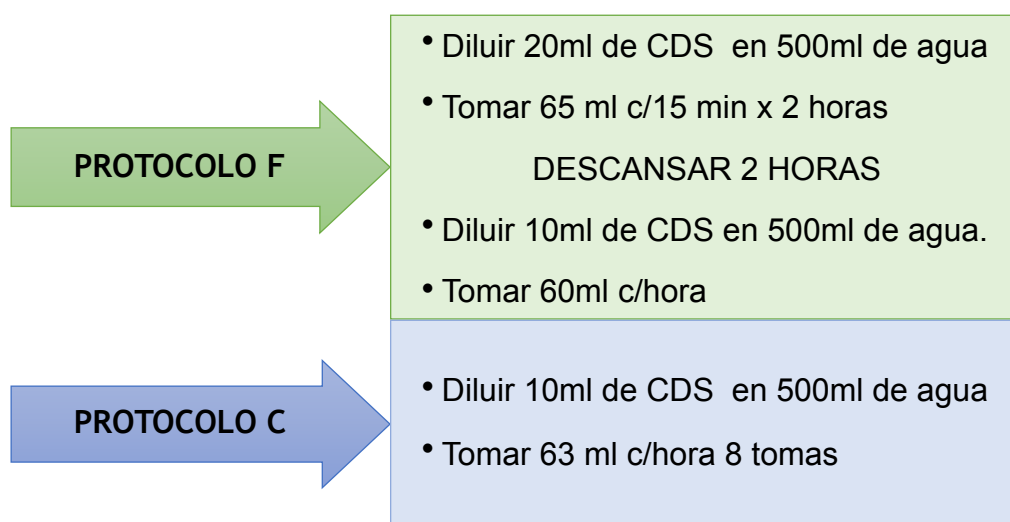 PROTOCOLO F
• Diluir 20ml de CDS en 500ml de agua
• Tomar 65 ml c/15 min x 2 horas
DESCANSAR 2 HORAS
• Diluir 10ml de CDS en 500ml de agua.
• Tomar 60ml c/hora
PROTOCOLO C
• Diluir 10ml de CDS en 500ml de agua
• Tomar 63 ml c/hora 8 tomas